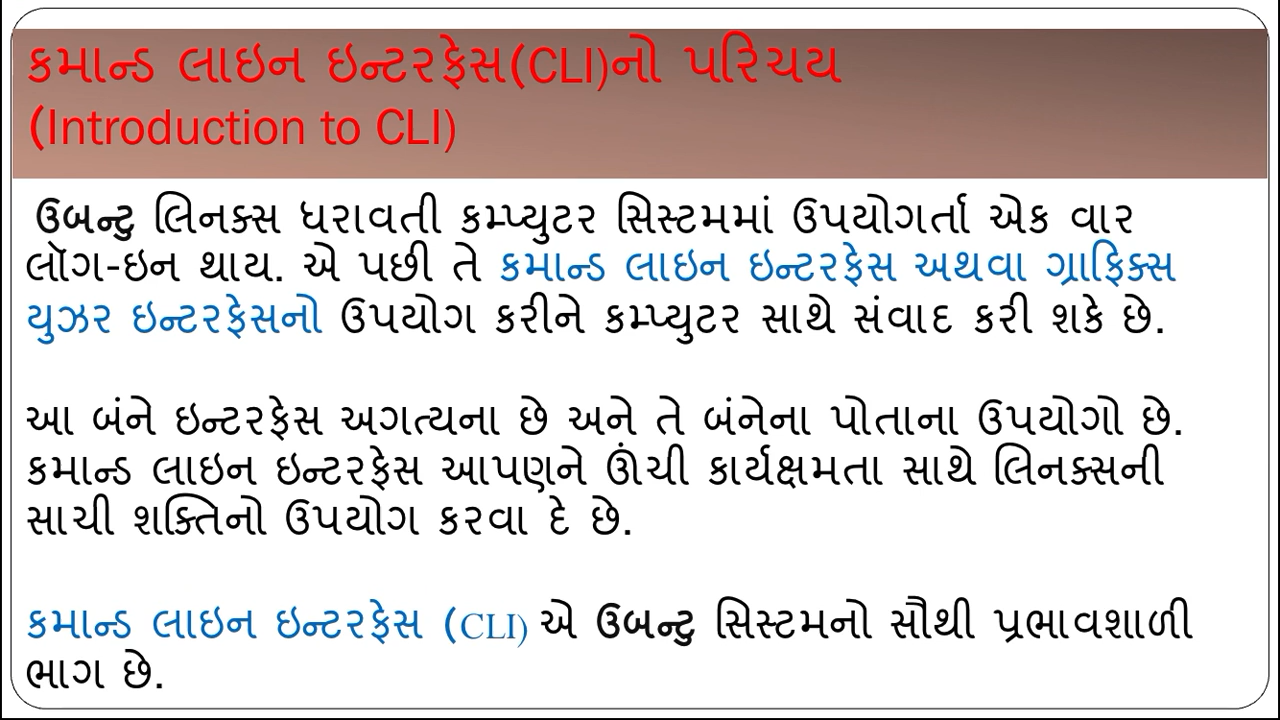 કમાન્ડ લાઇન ઇન્ટરફેસ(CLI)નો પરિચય
(Introduction to CLI)
ઉબન્ટુ લિનક્સ ધરાવતી કમ્પ્યુટર સિસ્ટમમાં ઉપયોગર્તા એક વાર
લૉગ-ઇન થાય. એ પછી તે કમાન્ડ લાઇન ઇન્ટરફેસ અથવા ગ્રાફિક્સ
યુઝર ઇન્ટરફેસનો ઉપયોગ કરીને કમ્પ્યુટર સાથે સંવાદ કરી શકે છે.
આ બંને ઇન્ટરફેસ અગત્યના છે અને તે બંનેના પોતાના ઉપયોગો છે.
કમાન્ડ લાઇન ઇન્ટરફેસ આપણને ઊંચી કાર્યક્ષમતા સાથે લિનક્સની
સાચી શક્તિનો ઉપયોગ કરવા દે છે.
કમાન્ડ લાઇન ઇન્ટરફેસ (CLI) એ ઉબન્ટુ સિસ્ટમનો સૌથી પ્રભાવશાળી
ભાગ છે.